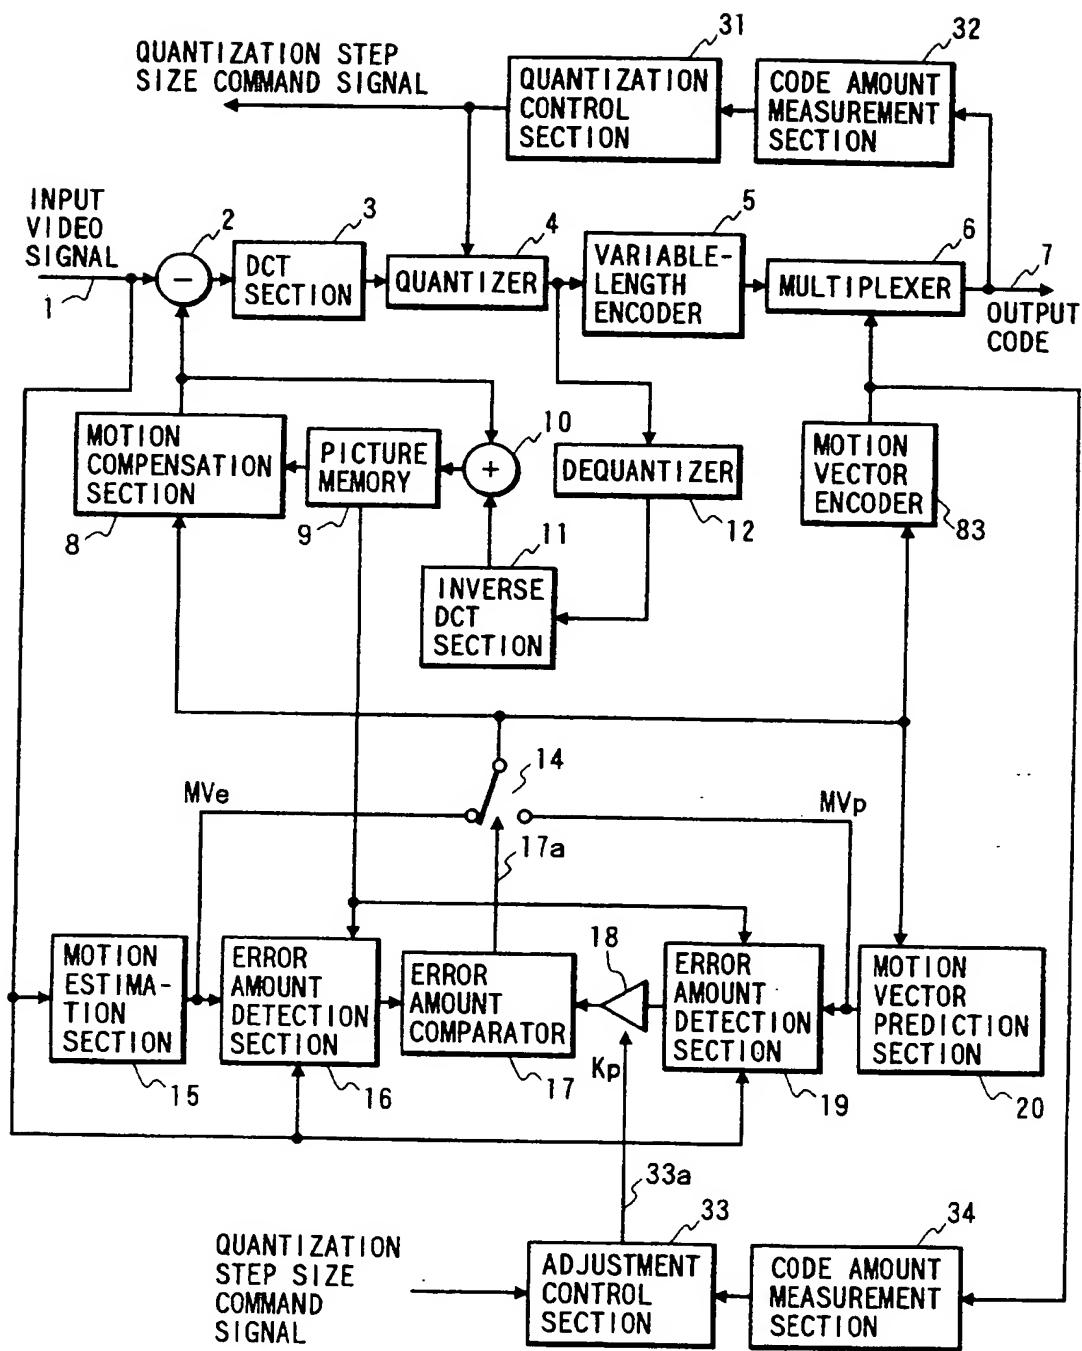 31
32
QUANTIZATION STEP
SIZE COMMAND SIGNAL
QUANTIZATION
CONTROL
SECTION
CODE AMOUNT
MEASUREMENT
SECTION
INPUT
VIDEO
SIGNAL
1
2
−
3
DCT
SECTION
4
QUANTIZER
5
VARIABLE-
LENGTH
ENCODER
6
MULTIPLEXER
7
OUTPUT
CODE
MOTION
COMPENSATION
SECTION
8
PICTURE
MEMORY
9
10
+
DEQUANTIZER
12
MOTION
VECTOR
ENCODER
83
11
INVERSE
DCT
SECTION
14
MVe
MVp
17a
MOTION
ESTIMA-
TION
SECTION
15
ERROR
AMOUNT
DETECTION
SECTION
16
ERROR
AMOUNT
COMPARATOR
17
18
Kp
ERROR
AMOUNT
DETECTION
SECTION
19
MOTION
VECTOR
PREDICTION
SECTION
20
33a
33
34
QUANTIZATION
STEP SIZE
COMMAND
SIGNAL
ADJUSTMENT
CONTROL
SECTION
CODE AMOUNT
MEASUREMENT
SECTION